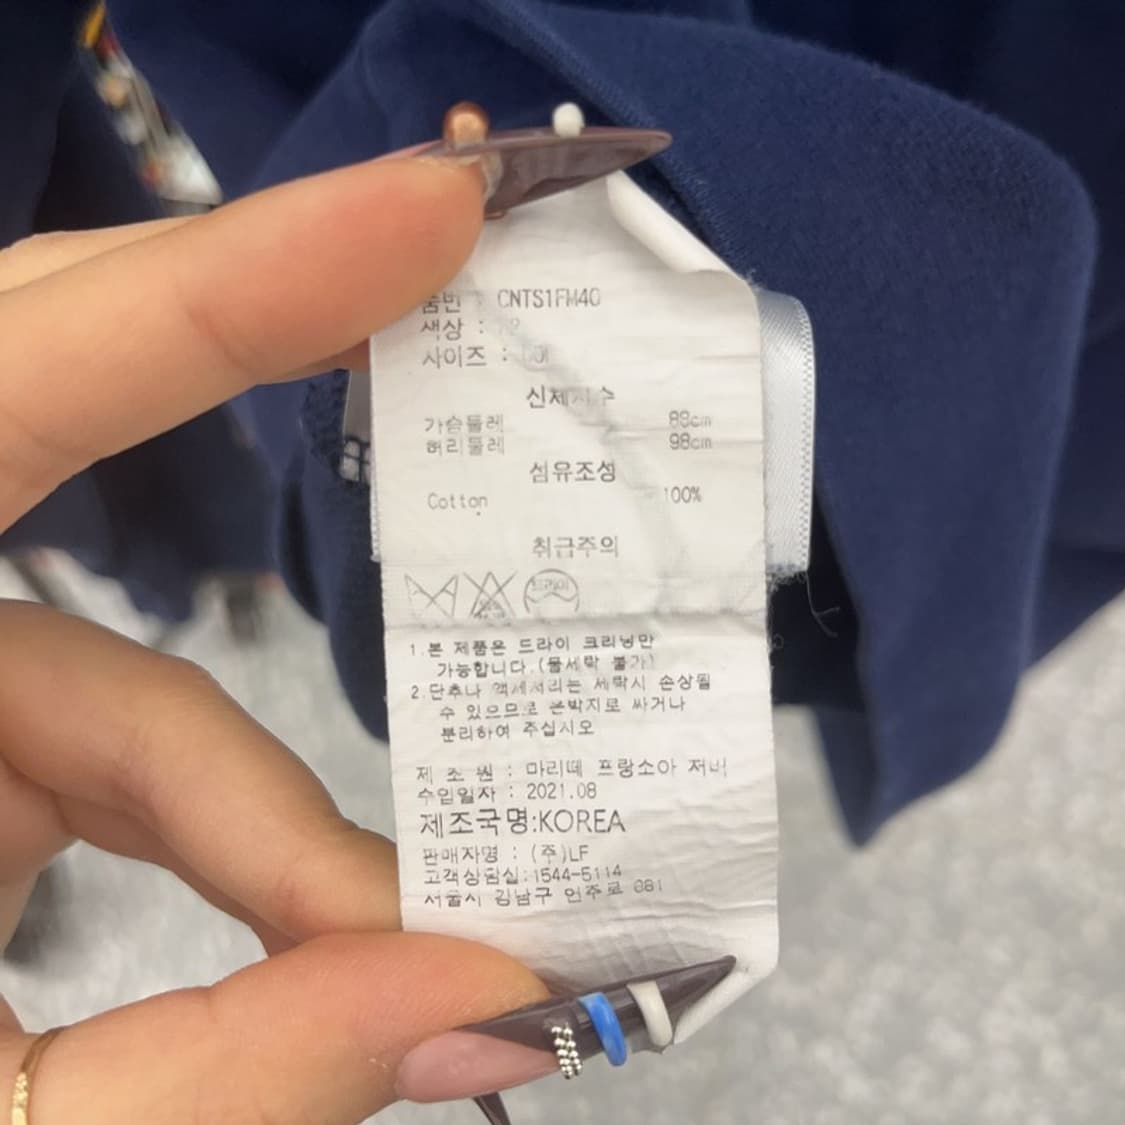 품번 : CNTS1FM40
색상 :
사이즈 :
신체치수
가슴둘레 88cm
허리둘레 98cm
섬유조성
Cotton 100%
취급주의
드라이
1.본 제품은 드라이 크리닝만
가능합니다.(물세탁 불가)
2.단추나 액세서리는 세탁시 손상될
수 있으므로 은박지로 싸거나
분리하여 주십시오
제 조 원 : 마리떼 프랑소아 저버
수입일자 : 2021.08
제조국명:KOREA
판매자명 : (주)LF
고객상담실:1544-5114
서울시 강남구 언주로 881